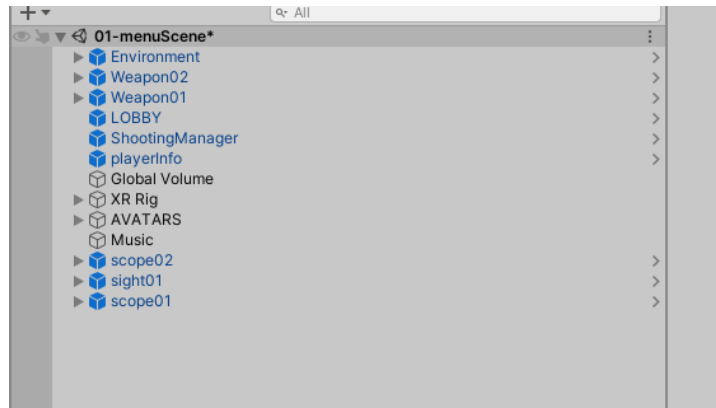 All
01-menuScene*
Environment
Weapon02
Weapon01
LOBBY
ShootingManager
playerInfo
Global Volume
XR Rig
AVATARS
Music
scope02
sight01
scope01